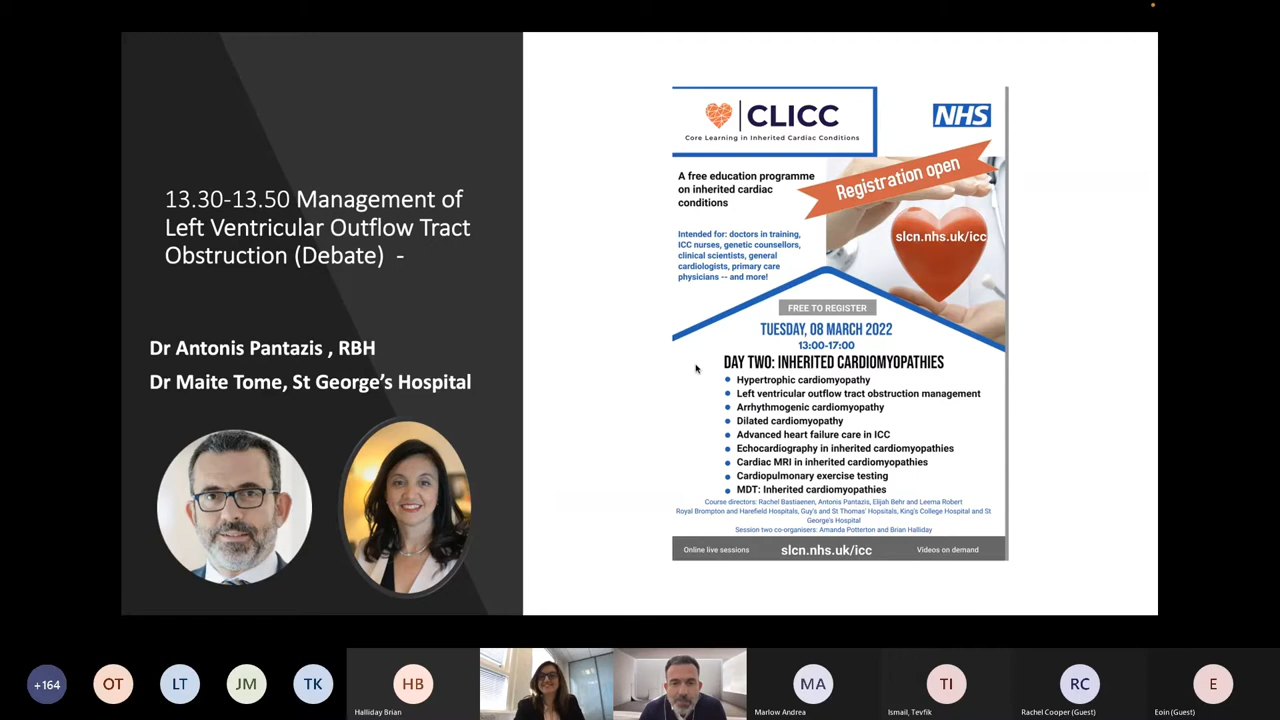 13.30-13.50 Management of
Left Ventricular Outflow Tract
Obstruction (Debate)  -
Dr Antonis Pantazis , RBH
Dr Maite Tome, St George’s Hospital
CLICC
Core Learning in Inherited Cardiac Conditions
NHS
A free education programme
on inherited cardiac
conditions
Registration open
Intended for: doctors in training,
ICC nurses, genetic counsellors,
clinical scientists, general
cardiologists, primary care
physicians -- and more!
slcn.nhs.uk/icc
FREE TO REGISTER
TUESDAY, 08 MARCH 2022
13:00-17:00
DAY TWO: INHERITED CARDIOMYOPATHIES
Hypertrophic cardiomyopathy
Left ventricular outflow tract obstruction management
Arrhythmogenic cardiomyopathy
Dilated cardiomyopathy
Advanced heart failure care in ICC
Echocardiography in inherited cardiomyopathies
Cardiac MRI in inherited cardiomyopathies
Cardiopulmonary exercise testing
MDT: Inherited cardiomyopathies
Course directors: Rachel Bastiaenen, Antonis Pantazis, Elijah Behr and Leema Robert
Royal Brompton and Harefield Hospitals, Guy's and St Thomas' Hopsitals, King's College Hospital and St
George's Hospital
Session two co-organisers: Amanda Potterton and Brian Halliday
Online live sessions
slcn.nhs.uk/icc
Videos on demand
+164
OT
LT
JM
TK
HB
Halliday Brian
MA
Marlow Andrea
TI
Ismail, Tevfik
RC
Rachel Cooper (Guest)
E
Eoin (Guest)